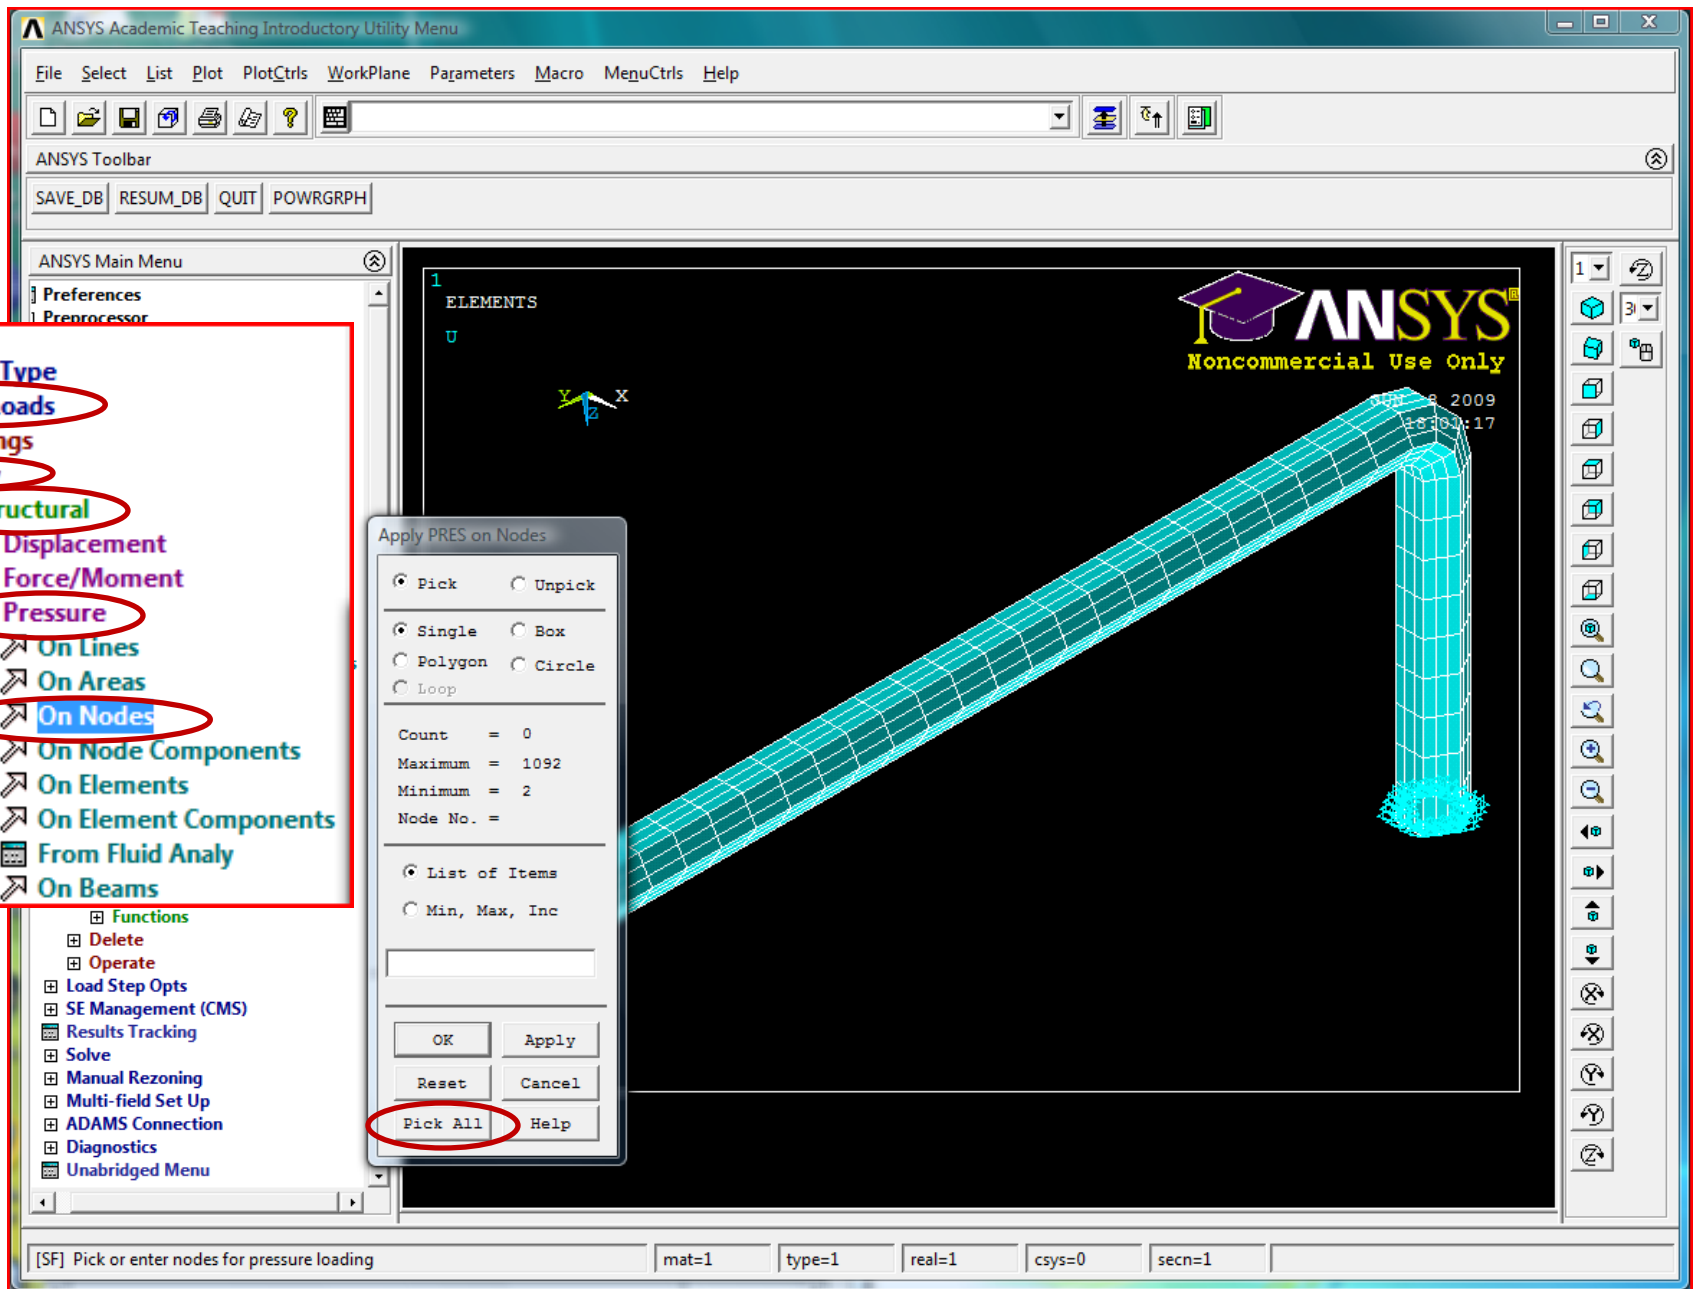 ANSYS Academic Teaching Introductory Utility Menu
File Select List Plot PlotCtrls WorkPlane Parameters Macro MenuCtrls Help
ANSYS Toolbar
SAVE_DB RESUM_DB QUIT POWRGRPH
ANSYS Main Menu
Preferences
Preprocessor
Type
oads
ngs
ructural
Displacement
Force/Moment
Pressure
On Lines
On Areas
On Nodes
On Node Components
On Elements
On Element Components
From Fluid Analy
On Beams
Functions
Delete
Operate
Load Step Opts
SE Management (CMS)
Results Tracking
Solve
Manual Rezoning
Multi-field Set Up
ADAMS Connection
Diagnostics
Unabridged Menu
Apply PRES on Nodes
Pick Unpick
Single Box
Polygon Circle
Loop
Count = 0
Maximum = 1092
Minimum = 2
Node No. =
List of Items
Min, Max, Inc
OK Apply
Reset Cancel
Pick All Help
1
ELEMENTS
U
Y X
Z
ANSYS®
Noncommercial Use Only
8 2009
18:01:17
1
[SF] Pick or enter nodes for pressure loading
mat=1 type=1 real=1 csys=0 secn=1